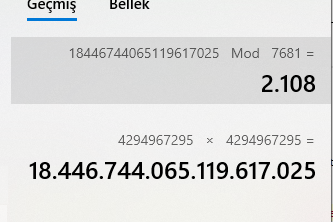 Geçmiş Bellek
18446744065119617025 Mod 7681 =
2.108
4294967295 × 4294967295 =
18.446.744.065.119.617.025